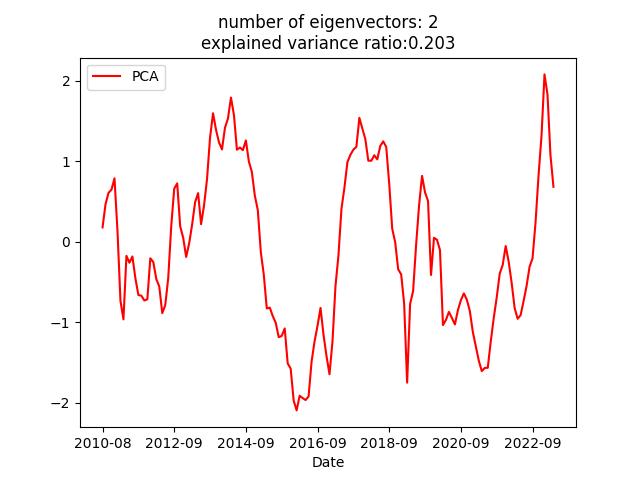 number of eigenvectors: 2
explained variance ratio:0.203
PCA
2
1
0
−1
−2
2010-08 2012-09 2014-09 2016-09 2018-09 2020-09 2022-09
Date